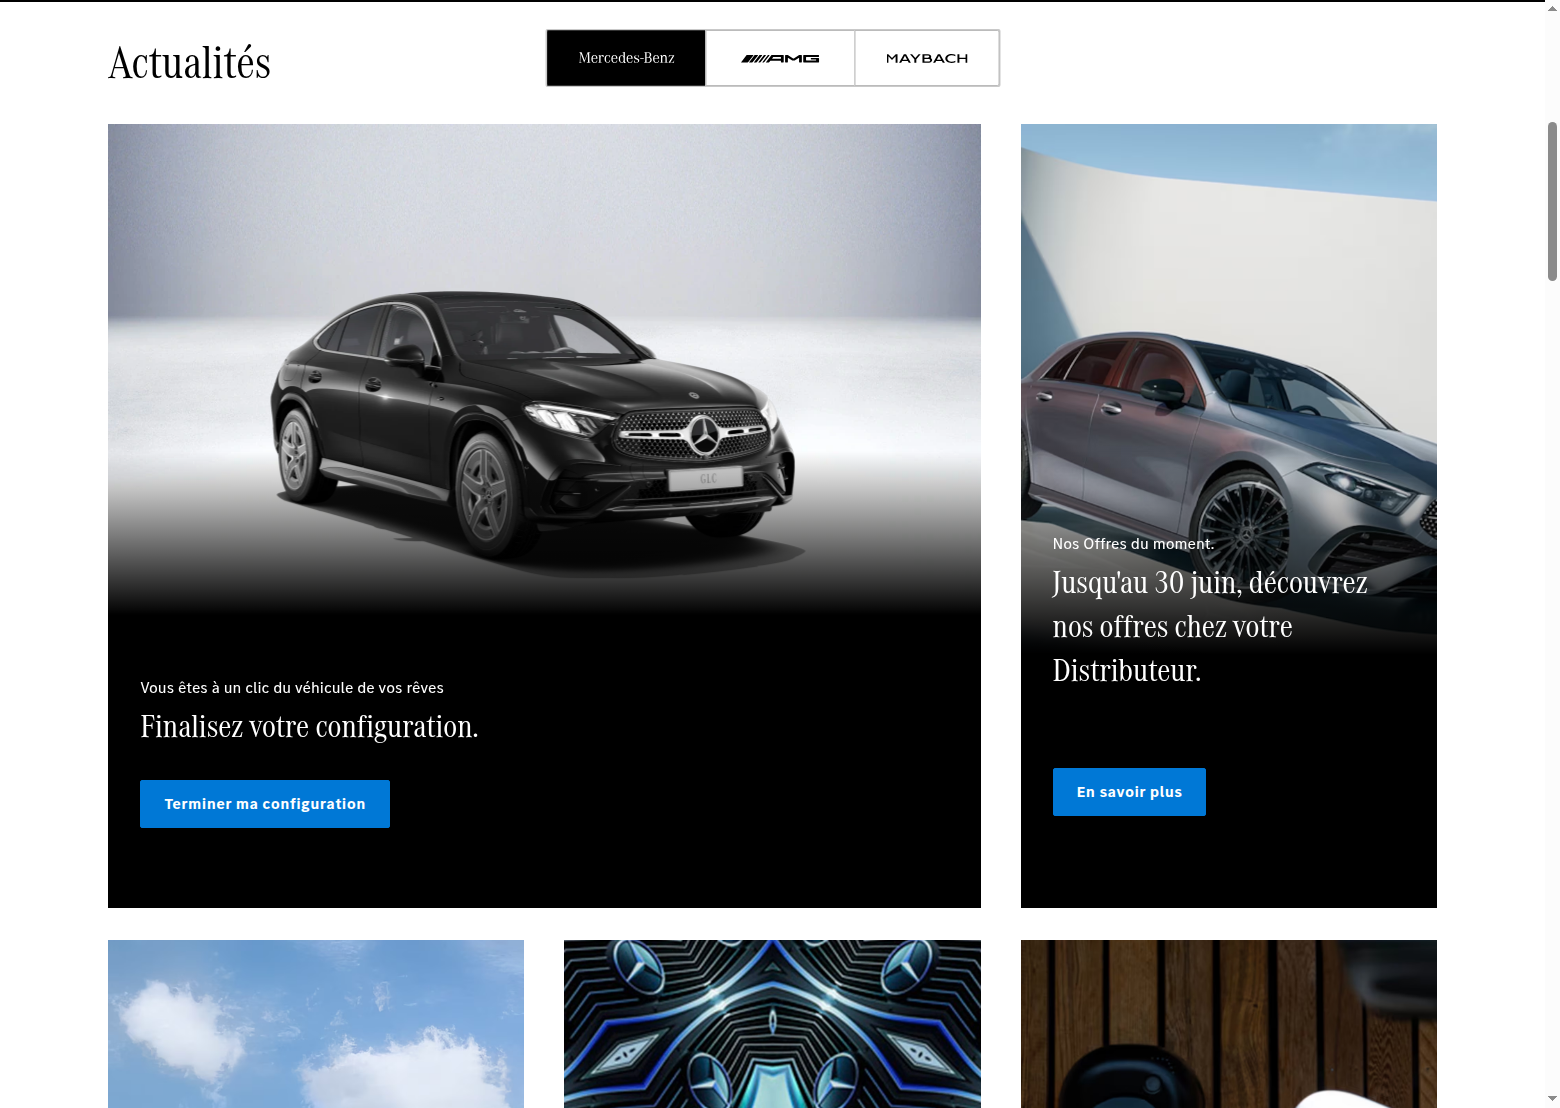 Actualités
Mercedes-Benz
AMG
MAYBACH
GLC
Vous êtes à un clic du véhicule de vos rêves
Finalisez votre configuration.
Terminer ma configuration
Nos Offres du moment.
Jusqu'au 30 juin, découvrez
nos offres chez votre
Distributeur.
En savoir plus